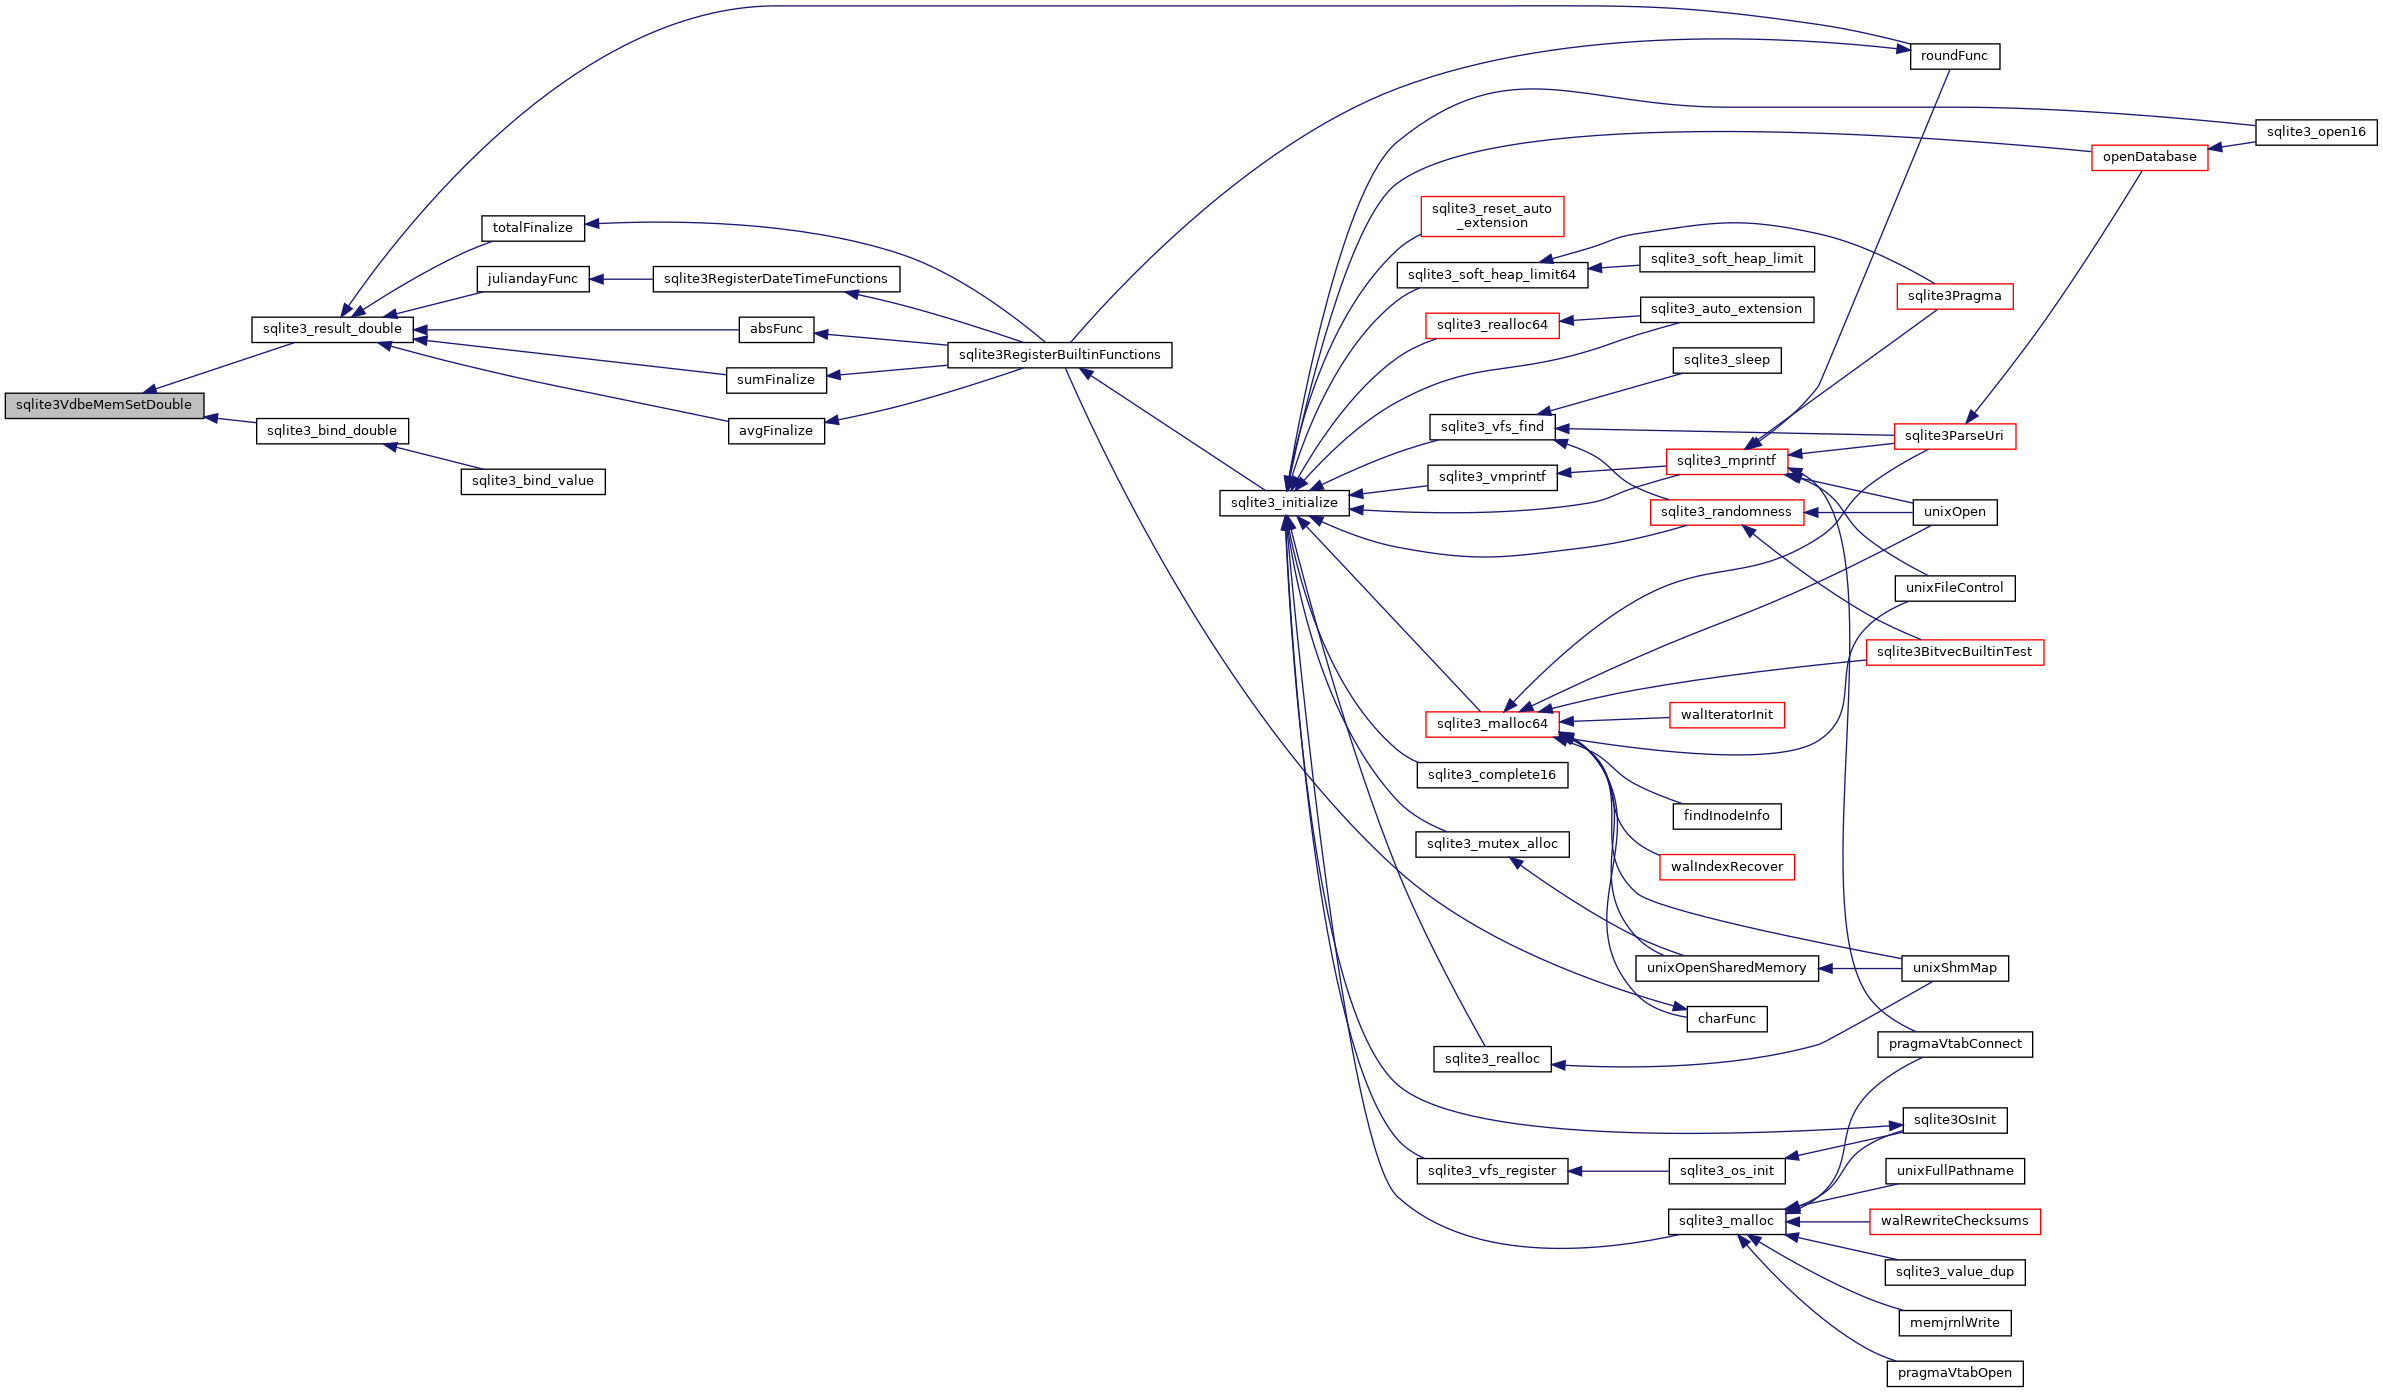 roundFunc
sqlite3_open16
openDatabase
sqlite3_reset_auto
_extension
totalFinalize
sqlite3_soft_heap_limit
sqlite3_soft_heap_limit64
juliandayFunc
sqlite3RegisterDateTimeFunctions
sqlite3Pragma
sqlite3_auto_extension
sqlite3_realloc64
sqlite3_result_double
absFunc
sqlite3RegisterBuiltinFunctions
sqlite3_sleep
sumFinalize
sqlite3VdbeMemSetDouble
sqlite3_bind_double
avgFinalize
sqlite3_vfs_find
sqlite3ParseUri
sqlite3_mprintf
sqlite3_bind_value
sqlite3_vmprintf
sqlite3_initialize
sqlite3_randomness
unixOpen
unixFileControl
sqlite3BitvecBuiltinTest
walIteratorInit
sqlite3_malloc64
sqlite3_complete16
findInodeInfo
sqlite3_mutex_alloc
walIndexRecover
unixOpenSharedMemory
unixShmMap
charFunc
pragmaVtabConnect
sqlite3_realloc
sqlite3OsInit
sqlite3_vfs_register
sqlite3_os_init
unixFullPathname
sqlite3_malloc
walRewriteChecksums
sqlite3_value_dup
memjrnlWrite
pragmaVtabOpen